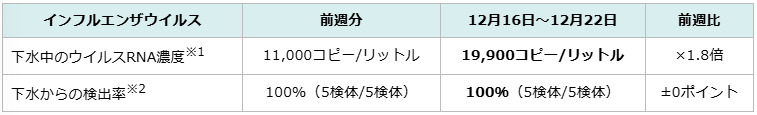 インフルエンザウイルス 前週分 12月16日～12月22日 前週比
下水中のウイルスRNA濃度※1 11,000コピー/リットル 19,900コピー/リットル ×1.8倍
下水からの検出率※2 100%（5検体/5検体） 100%（5検体/5検体） ±0ポイント